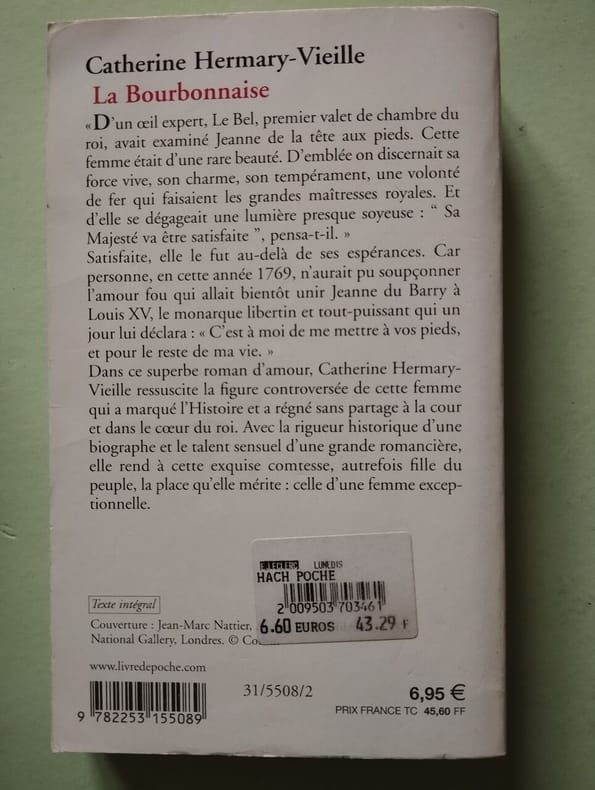 Catherine Hermary-Vieille
La Bourbonnaise
« D'un œil expert, Le Bel, premier valet de chambre du
roi, avait examiné Jeanne de la tête aux pieds. Cette
femme était d'une rare beauté. D'emblée on discernait sa
force vive, son charme, son tempérament, une volonté
de fer qui faisaient les grandes maîtresses royales. Et
d'elle se dégageait une lumière presque soyeuse : “ Sa
Majesté va être satisfaite ”, pensa-t-il. »
Satisfaite, elle le fut au-delà de ses espérances. Car
personne, en cette année 1769, n'aurait pu soupçonner
l'amour fou qui allait bientôt unir Jeanne du Barry à
Louis XV, le monarque libertin et tout-puissant qui un
jour lui déclara : « C'est à moi de me mettre à vos pieds,
et pour le reste de ma vie. »
Dans ce superbe roman d'amour, Catherine Hermary-
Vieille ressuscite la figure controversée de cette femme
qui a marqué l'Histoire et a régné sans partage à la cour
et dans le cœur du roi. Avec la rigueur historique d'une
biographe et le talent sensuel d'une grande romancière,
elle rend à cette exquise comtesse, autrefois fille du
peuple, la place qu'elle mérite : celle d'une femme excep-
tionnelle.
E.LECLERC LUNEDIS
HACH POCHE
2 009503 703461
6.60 EUROS 43.29 F
Texte intégral
Couverture : Jean-Marc Nattier,
National Gallery, Londres. ©
www.livredepoche.com
9 782253 155089
31/5508/2
6,95 €
PRIX FRANCE TC 45,60 FF